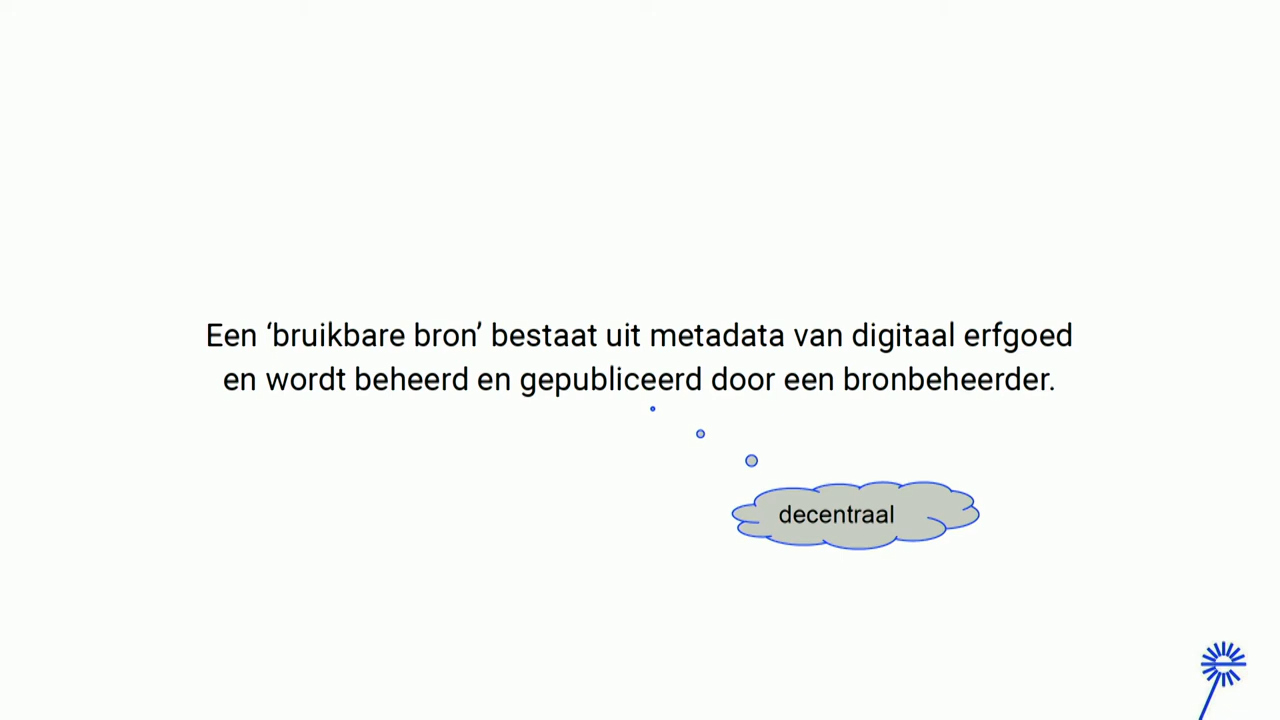 Een ‘bruikbare bron’ bestaat uit metadata van digitaal erfgoed
en wordt beheerd en gepubliceerd door een bronbeheerder.
decentraal